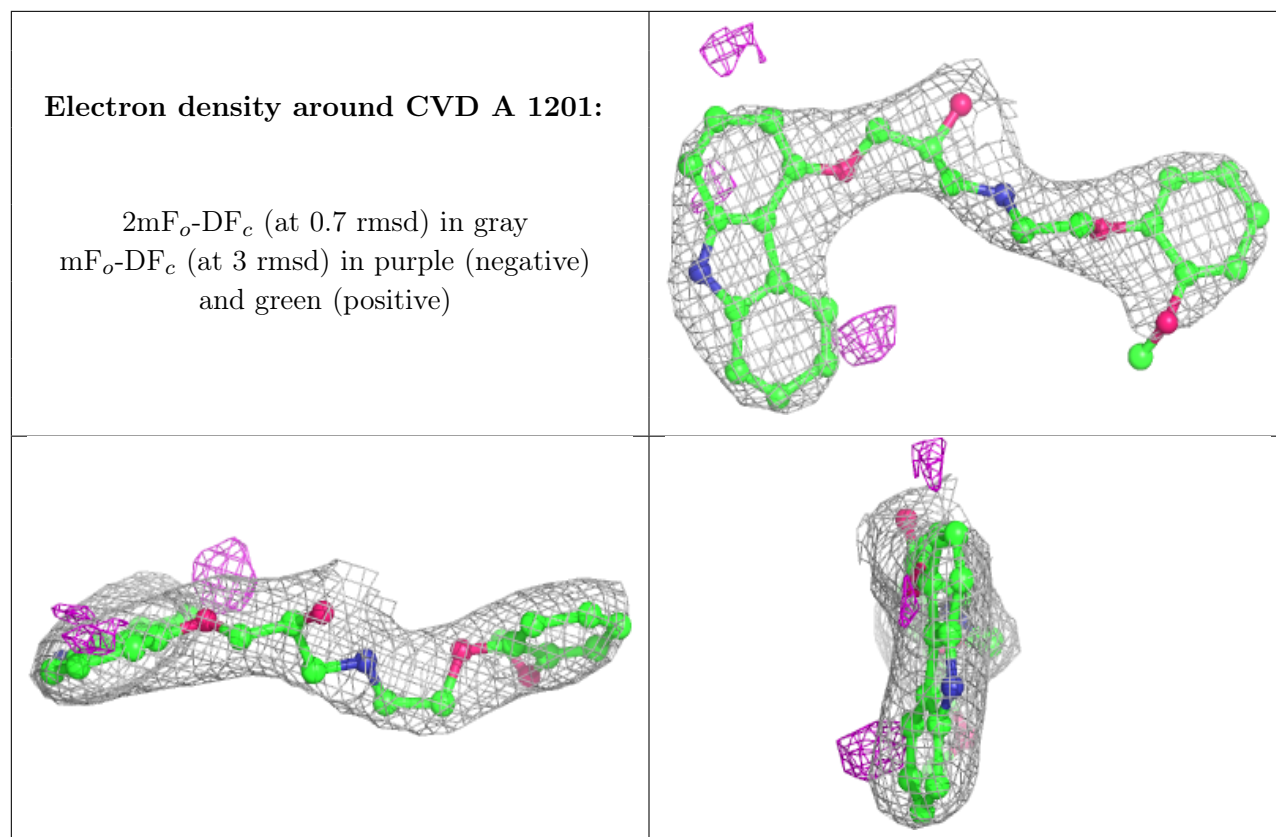 Electron density around CVD A 1201:
2mFo-DFc (at 0.7 rmsd) in gray
mFo-DFc (at 3 rmsd) in purple (negative)
and green (positive)